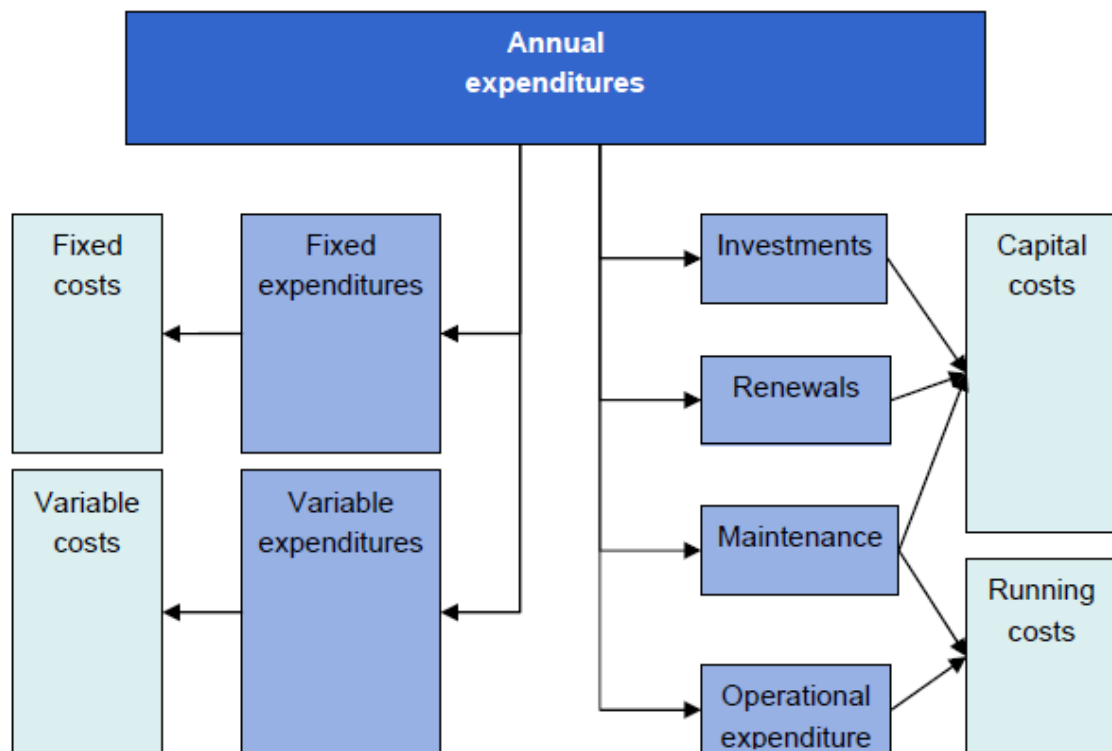 Annual
expenditures
Fixed
costs
Fixed
expenditures
Investments
Capital
costs
Renewals
Variable
costs
Variable
expenditures
Maintenance
Running
costs
Operational
expenditure